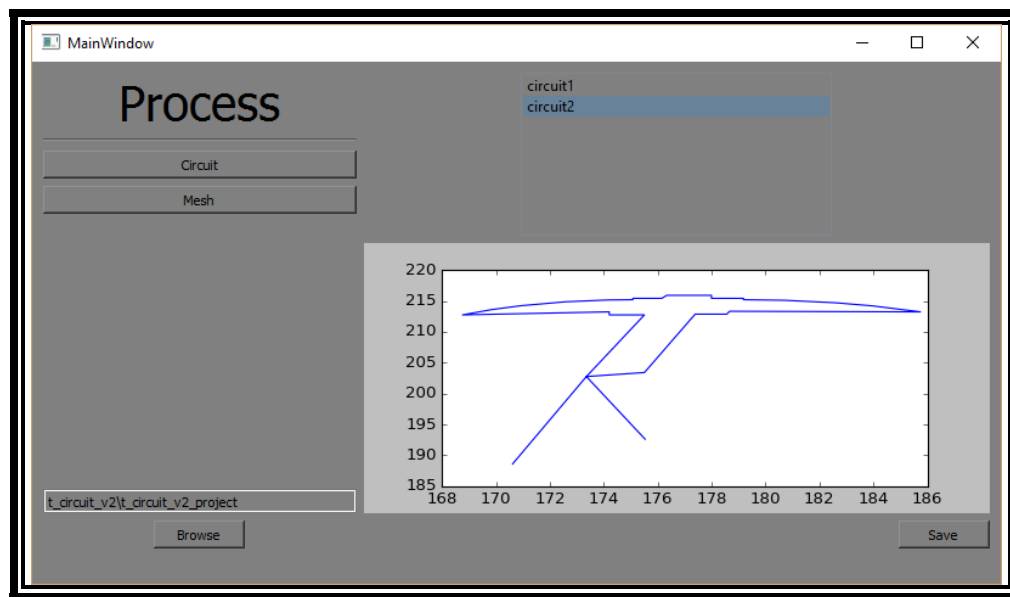 MainWindow
Process
Circuit
Mesh
t_circuit_v2\t_circuit_v2_project
Browse
circuit1
circuit2
220
215
210
205
200
195
190
185
168 170 172 174 176 178 180 182 184 186
Save